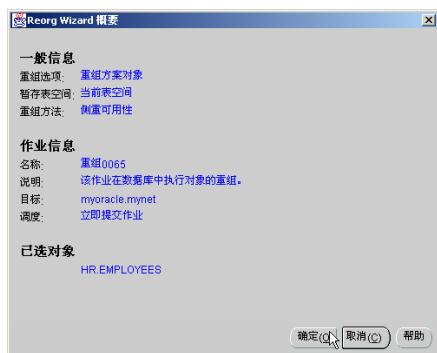 Reorg Wizard 概要
一般信息
重组选项: 重组方案对象
暂存表空间: 当前表空间
重组方法: 侧重可用性
作业信息
名称: 重组0065
说明: 该作业在数据库中执行对象的重组。
目标: myoracle.mynet
调度: 立即提交作业
已选对象
HR.EMPLOYEES
确定(O) 取消(C) 帮助